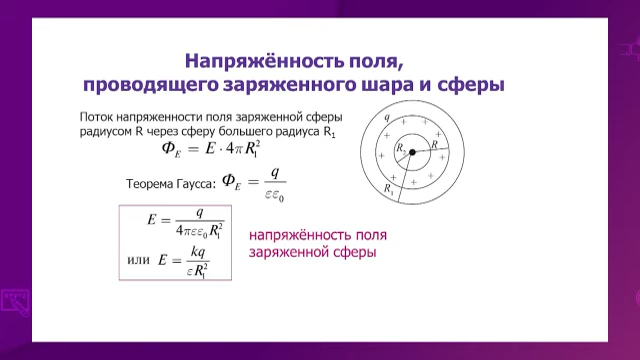 Напряжённость поля,
проводящего заряженного шара и сферы
Поток напряженности поля заряженной сферы
радиусом R через сферу большего радиуса R₁
Φ_E = E · 4πR₁²
Теорема Гаусса: Φ_E = q / εε₀
E = q / 4πεε₀R₁²
или E = kq / εR₁²
напряжённость поля
заряженной сферы
q
R₂
R
R₁